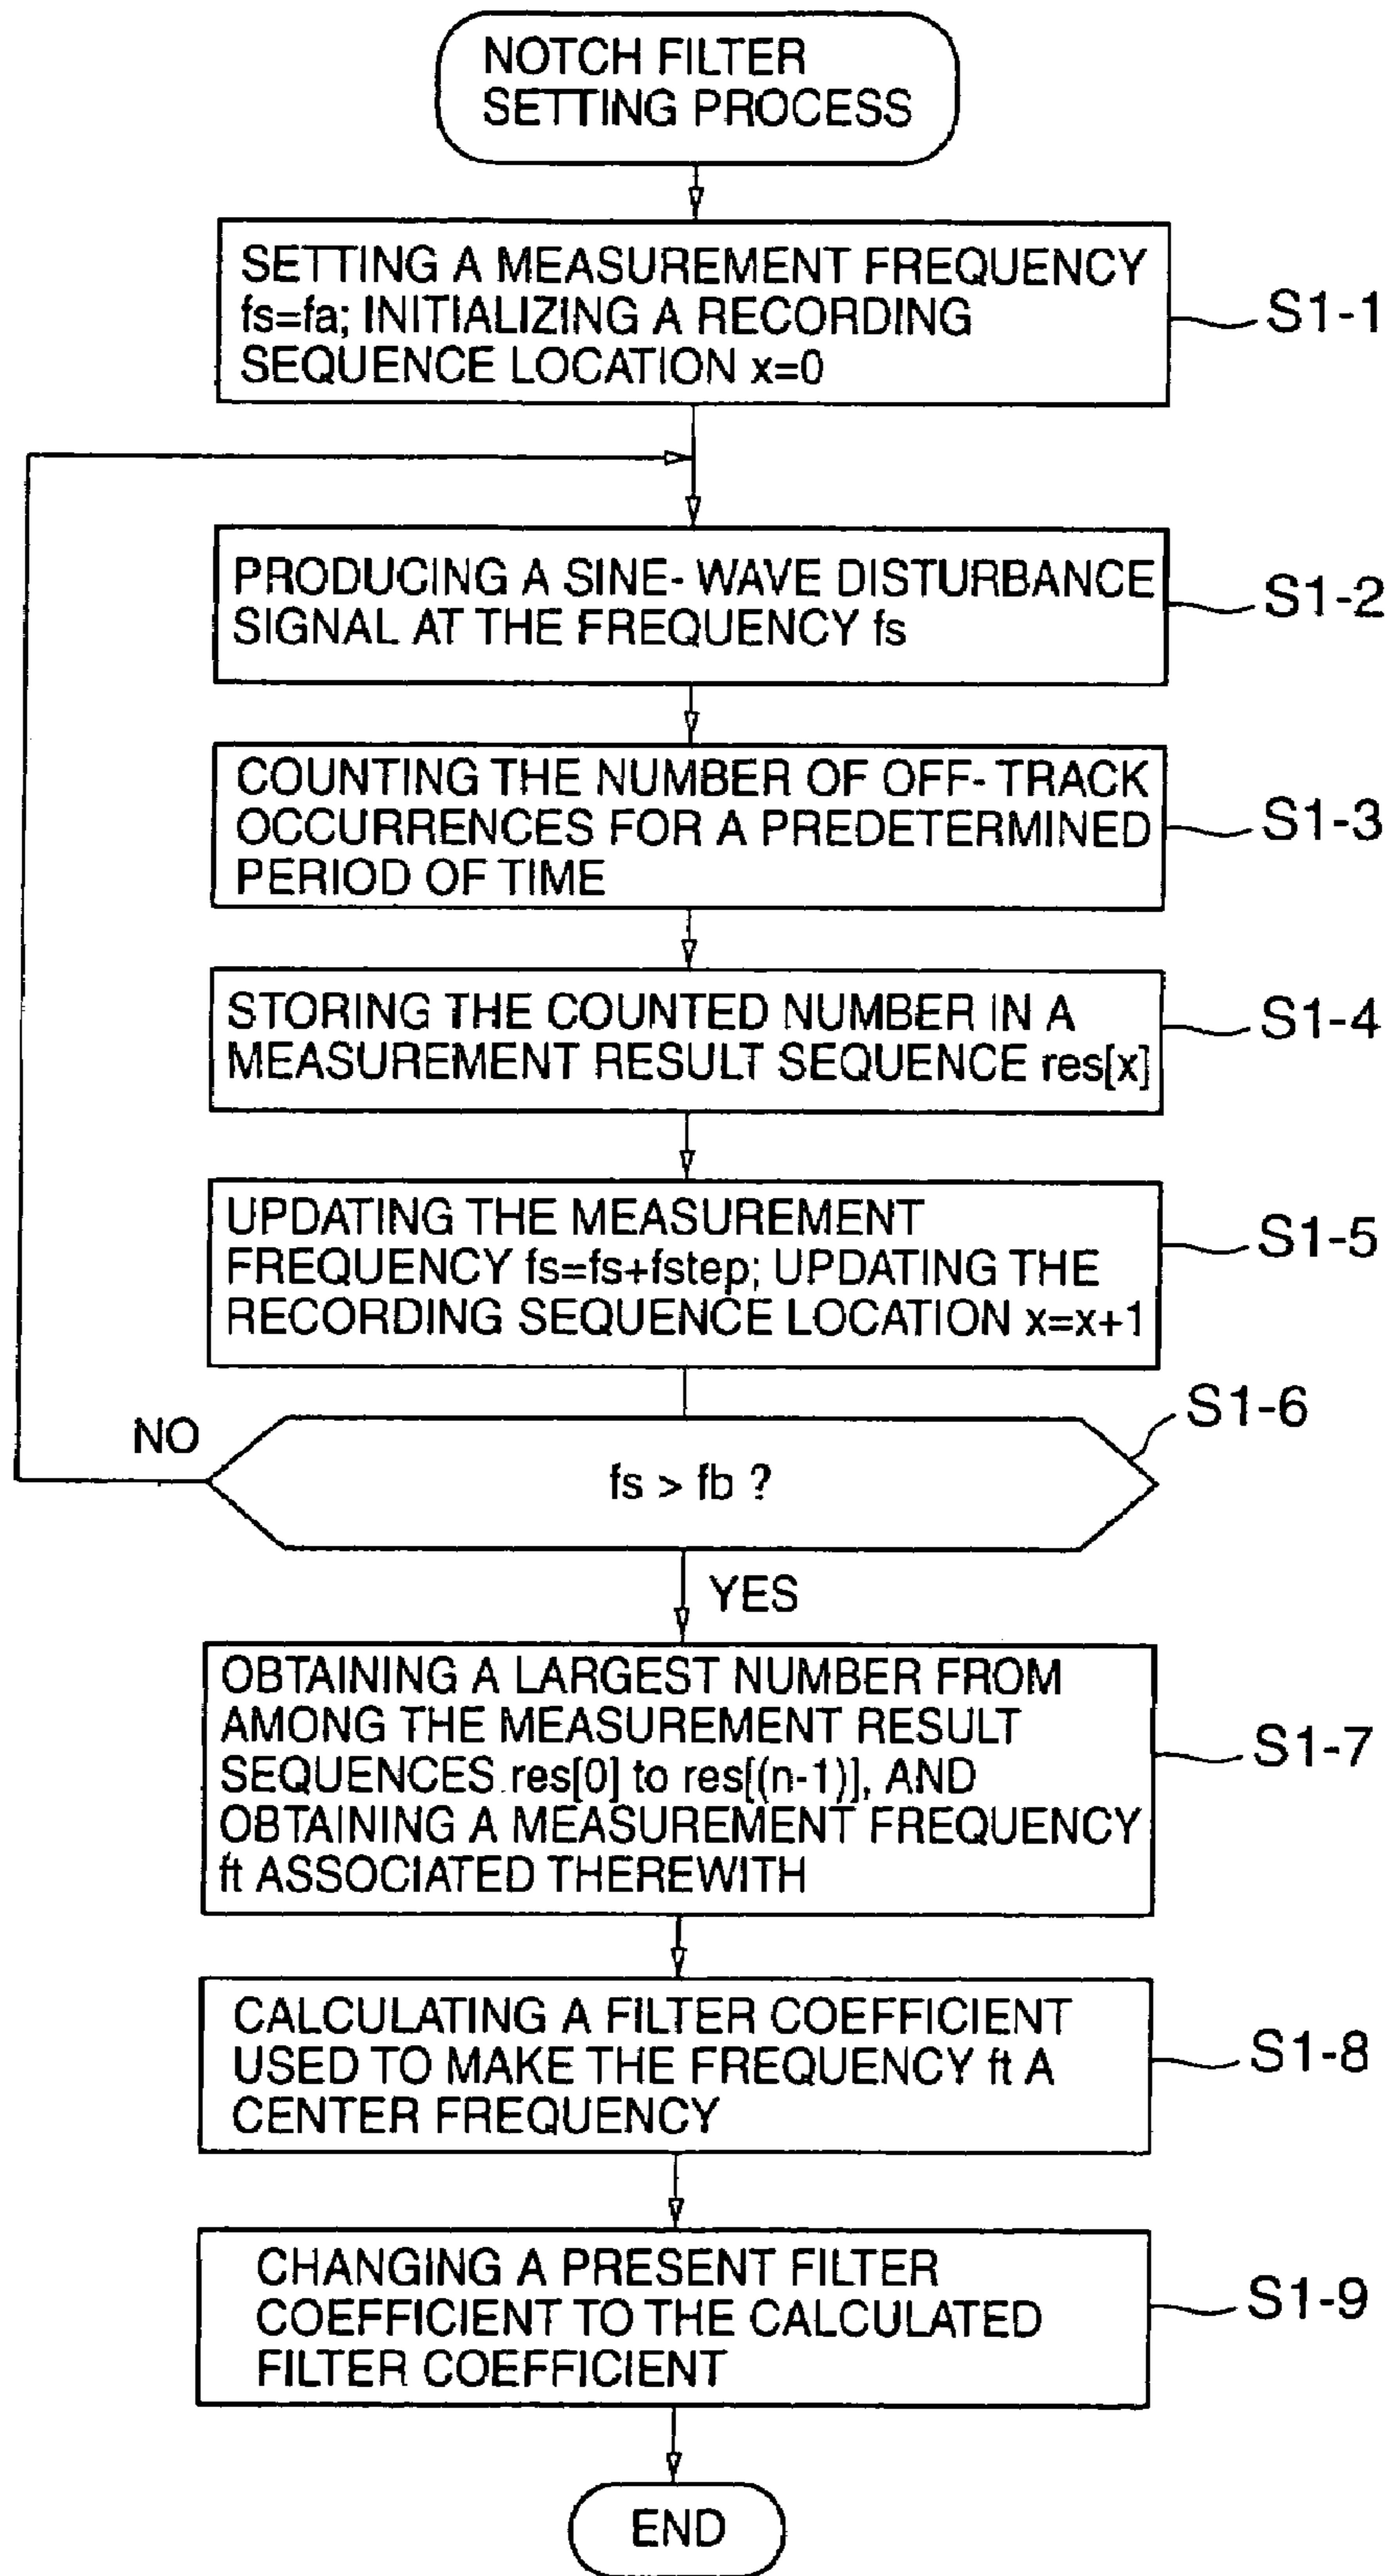 NOTCH FILTER
SETTING PROCESS
SETTING A MEASUREMENT FREQUENCY
fs=fa; INITIALIZING A RECORDING
SEQUENCE LOCATION x=0
S1-1
PRODUCING A SINE- WAVE DISTURBANCE
SIGNAL AT THE FREQUENCY fs
S1-2
COUNTING THE NUMBER OF OFF- TRACK
OCCURRENCES FOR A PREDETERMINED
PERIOD OF TIME
S1-3
STORING THE COUNTED NUMBER IN A
MEASUREMENT RESULT SEQUENCE res[x]
S1-4
UPDATING THE MEASUREMENT
FREQUENCY fs=fs+fstep; UPDATING THE
RECORDING SEQUENCE LOCATION x=x+1
S1-5
S1-6
NO
fs > fb ?
YES
OBTAINING A LARGEST NUMBER FROM
AMONG THE MEASUREMENT RESULT
SEQUENCES res[0] to res[(n-1)], AND
OBTAINING A MEASUREMENT FREQUENCY
ft ASSOCIATED THEREWITH
S1-7
CALCULATING A FILTER COEFFICIENT
USED TO MAKE THE FREQUENCY ft A
CENTER FREQUENCY
S1-8
CHANGING A PRESENT FILTER
COEFFICIENT TO THE CALCULATED
FILTER COEFFICIENT
S1-9
END